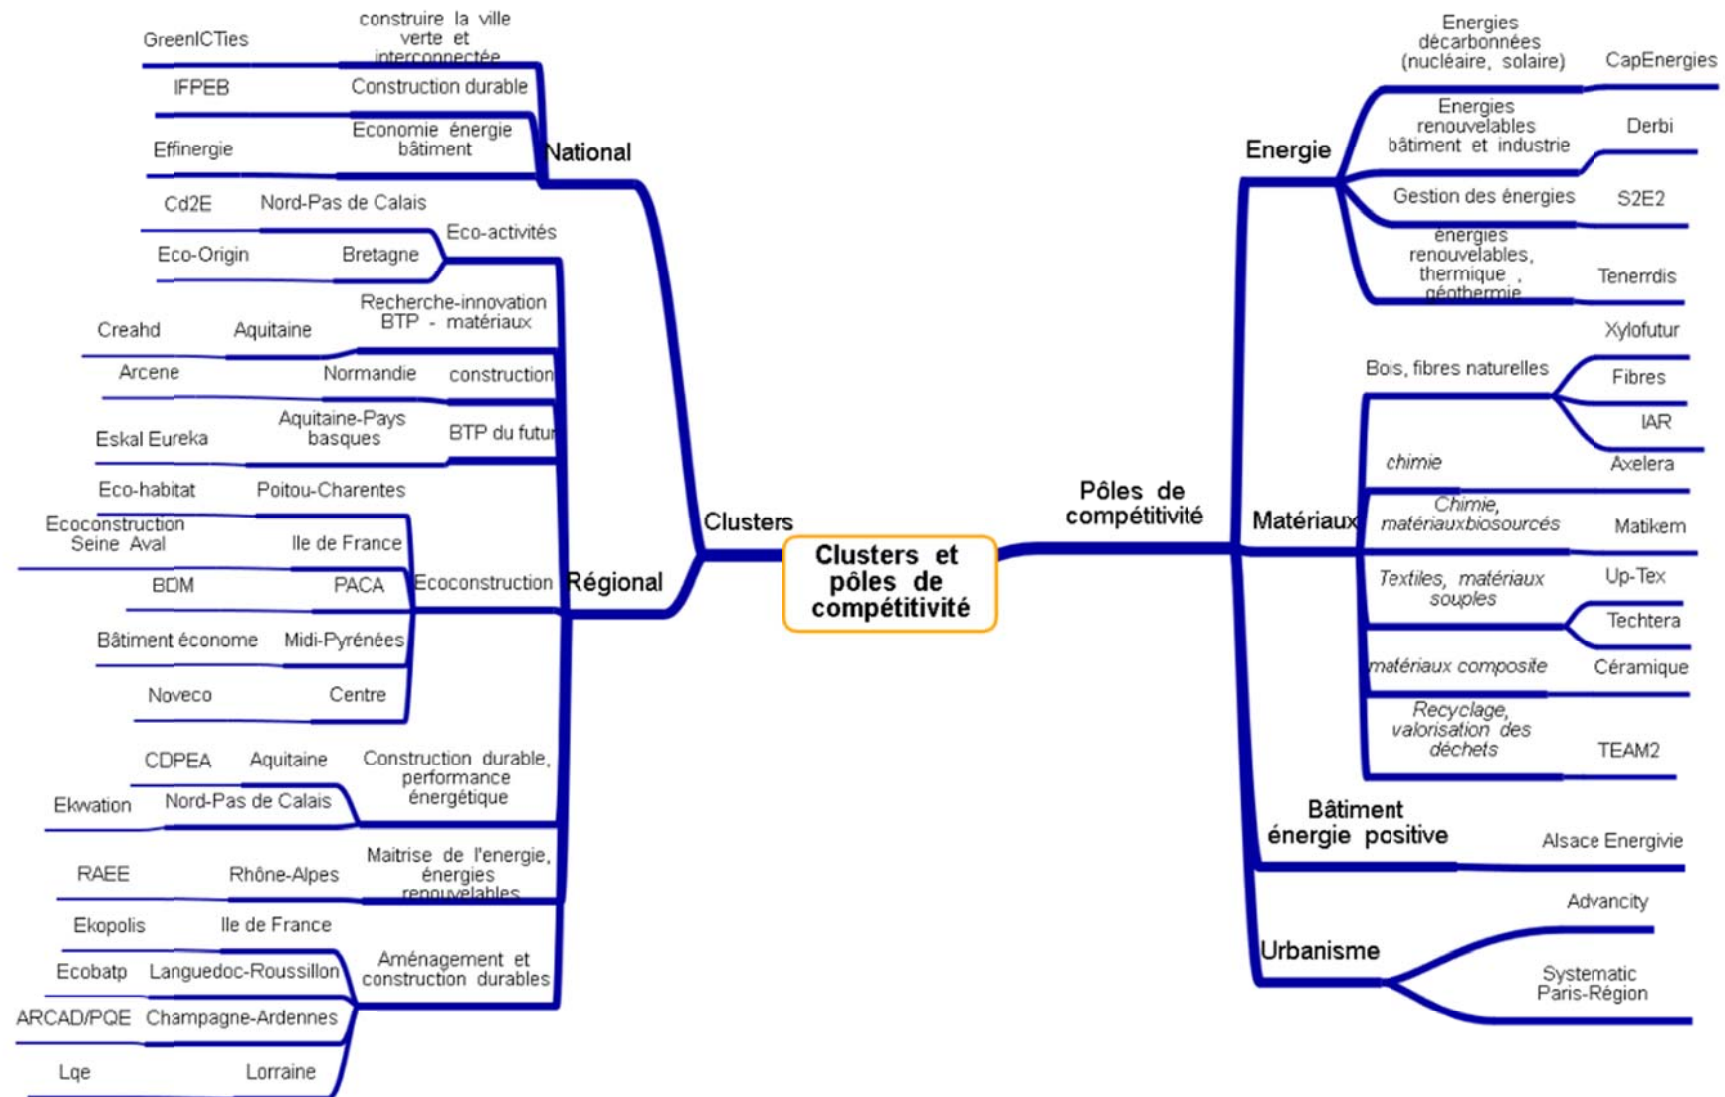 GreenICTies
construire la ville
verte et
interconnectée
IFPEB
Construction durable
Effinergie
Economie énergie
bâtiment
National
Cd2E
Nord-Pas de Calais
Eco-Origin
Bretagne
Eco-activités
Creahd
Aquitaine
Recherche-innovation
BTP - matériaux
Arcene
Normandie
construction
Eskal Eureka
Aquitaine-Pays
basques
BTP du futur
Eco-habitat
Poitou-Charentes
Ecoconstruction
Seine Aval
Ile de France
BDM
PACA
Ecoconstruction
Bâtiment économe
Midi-Pyrénées
Noveco
Centre
Régional
Clusters
CDPEA
Aquitaine
Ekwation
Nord-Pas de Calais
Construction durable,
performance
énergétique
RAEE
Rhône-Alpes
Maitrise de l'energie,
énergies
renouvelables
Ekopolis
Ile de France
Ecobatp
Languedoc-Roussillon
ARCAD/PQE
Champagne-Ardennes
Lqe
Lorraine
Aménagement et
construction durables
Clusters et
pôles de
compétitivité
Pôles de
compétitivité
Energie
Energies
décarbonnées
(nucléaire, solaire)
CapEnergies
Energies
renouvelables
bâtiment et industrie
Derbi
Gestion des énergies
S2E2
énergies
renouvelables,
thermique ,
géothermie
Tenerrdis
Matériaux
Bois, fibres naturelles
Xylofutur
Fibres
IAR
chimie
Axelera
Chimie,
matériauxbiosourcés
Matikem
Textiles, matériaux
souples
Up-Tex
Techtera
matériaux composite
Céramique
Recyclage,
valorisation des
déchets
TEAM2
Bâtiment
énergie positive
Alsace Energivie
Urbanisme
Advancity
Systematic
Paris-Région